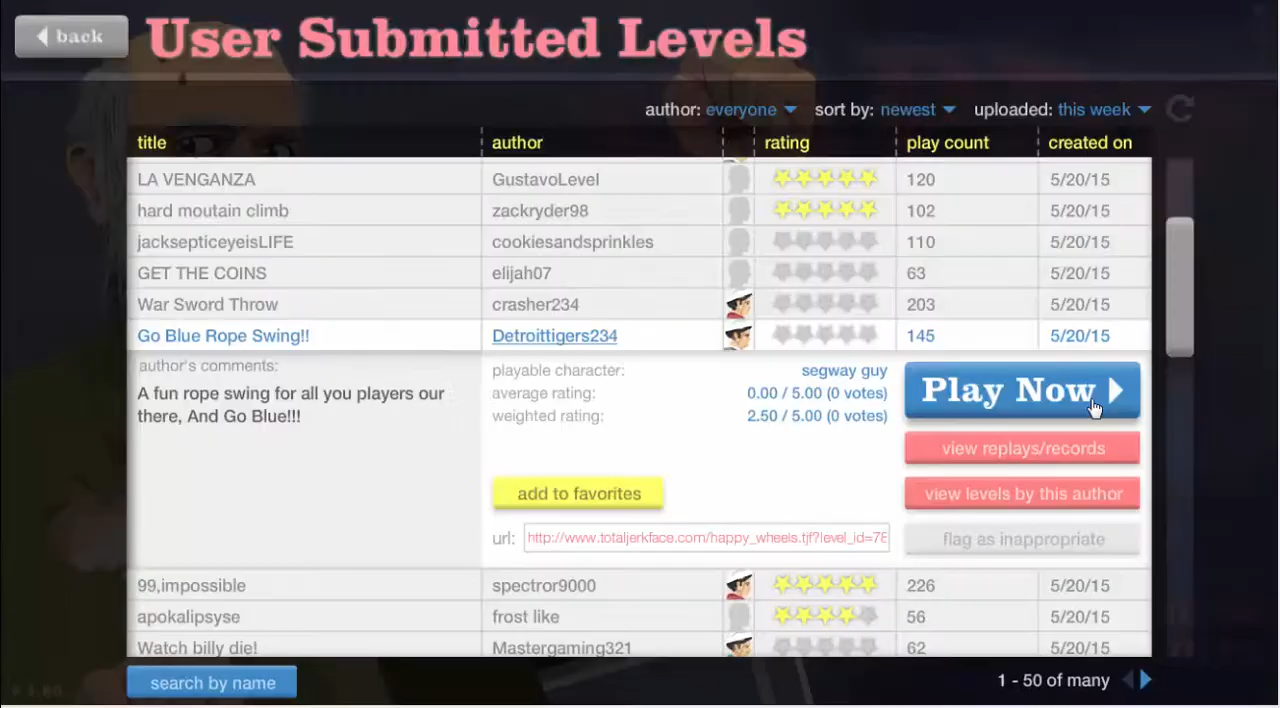 back
User Submitted Levels
author: everyone sort by: newest uploaded: this week
title author rating play count created on
LA VENGANZA GustavoLevel 120 5/20/15
hard moutain climb zackryder98 102 5/20/15
jacksepticeyeisLIFE cookiesandsprinkles 110 5/20/15
GET THE COINS elijah07 63 5/20/15
War Sword Throw crasher234 203 5/20/15
Go Blue Rope Swing!! Detroittigers234 145 5/20/15
author's comments:
A fun rope swing for all you players our
there, And Go Blue!!!
playable character: segway guy
average rating: 0.00 / 5.00 (0 votes)
weighted rating: 2.50 / 5.00 (0 votes)
add to favorites
url: http://www.totaljerkface.com/happy_wheels.tjf?level_id=78
Play Now
view replays/records
view levels by this author
flag as inappropriate
99,impossible spectror9000 226 5/20/15
apokalipsyse frost like 56 5/20/15
Watch billy die! Mastergaming321 62 5/20/15
search by name
1 - 50 of many